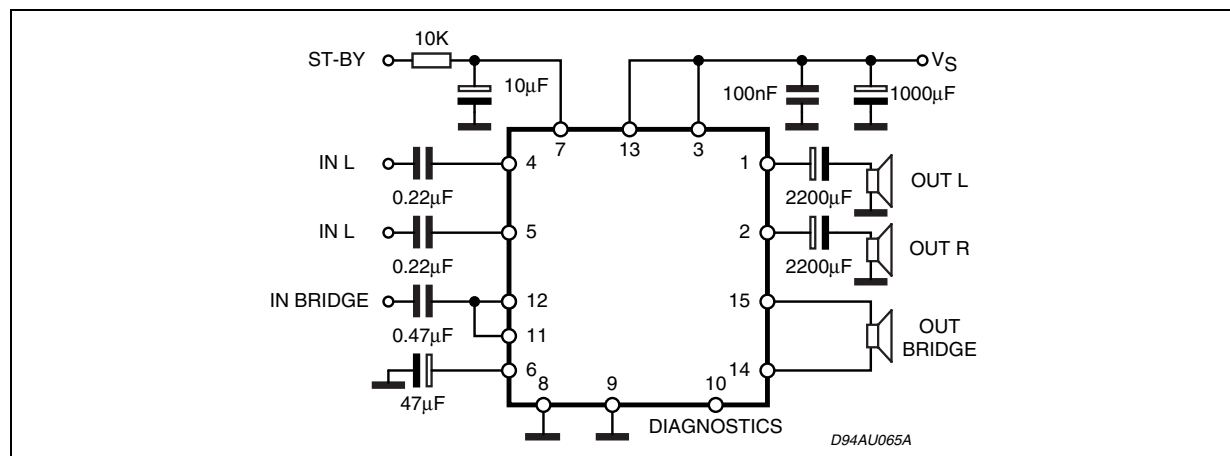 10K
ST-BY
10µF
100nF
VS
1000µF
7
13
3
IN L
0.22µF
4
1
2200µF
OUT L
IN L
0.22µF
5
2
2200µF
OUT R
IN BRIDGE
0.47µF
12
11
15
OUT
BRIDGE
14
6
47µF
8
9
10
DIAGNOSTICS
D94AU065A